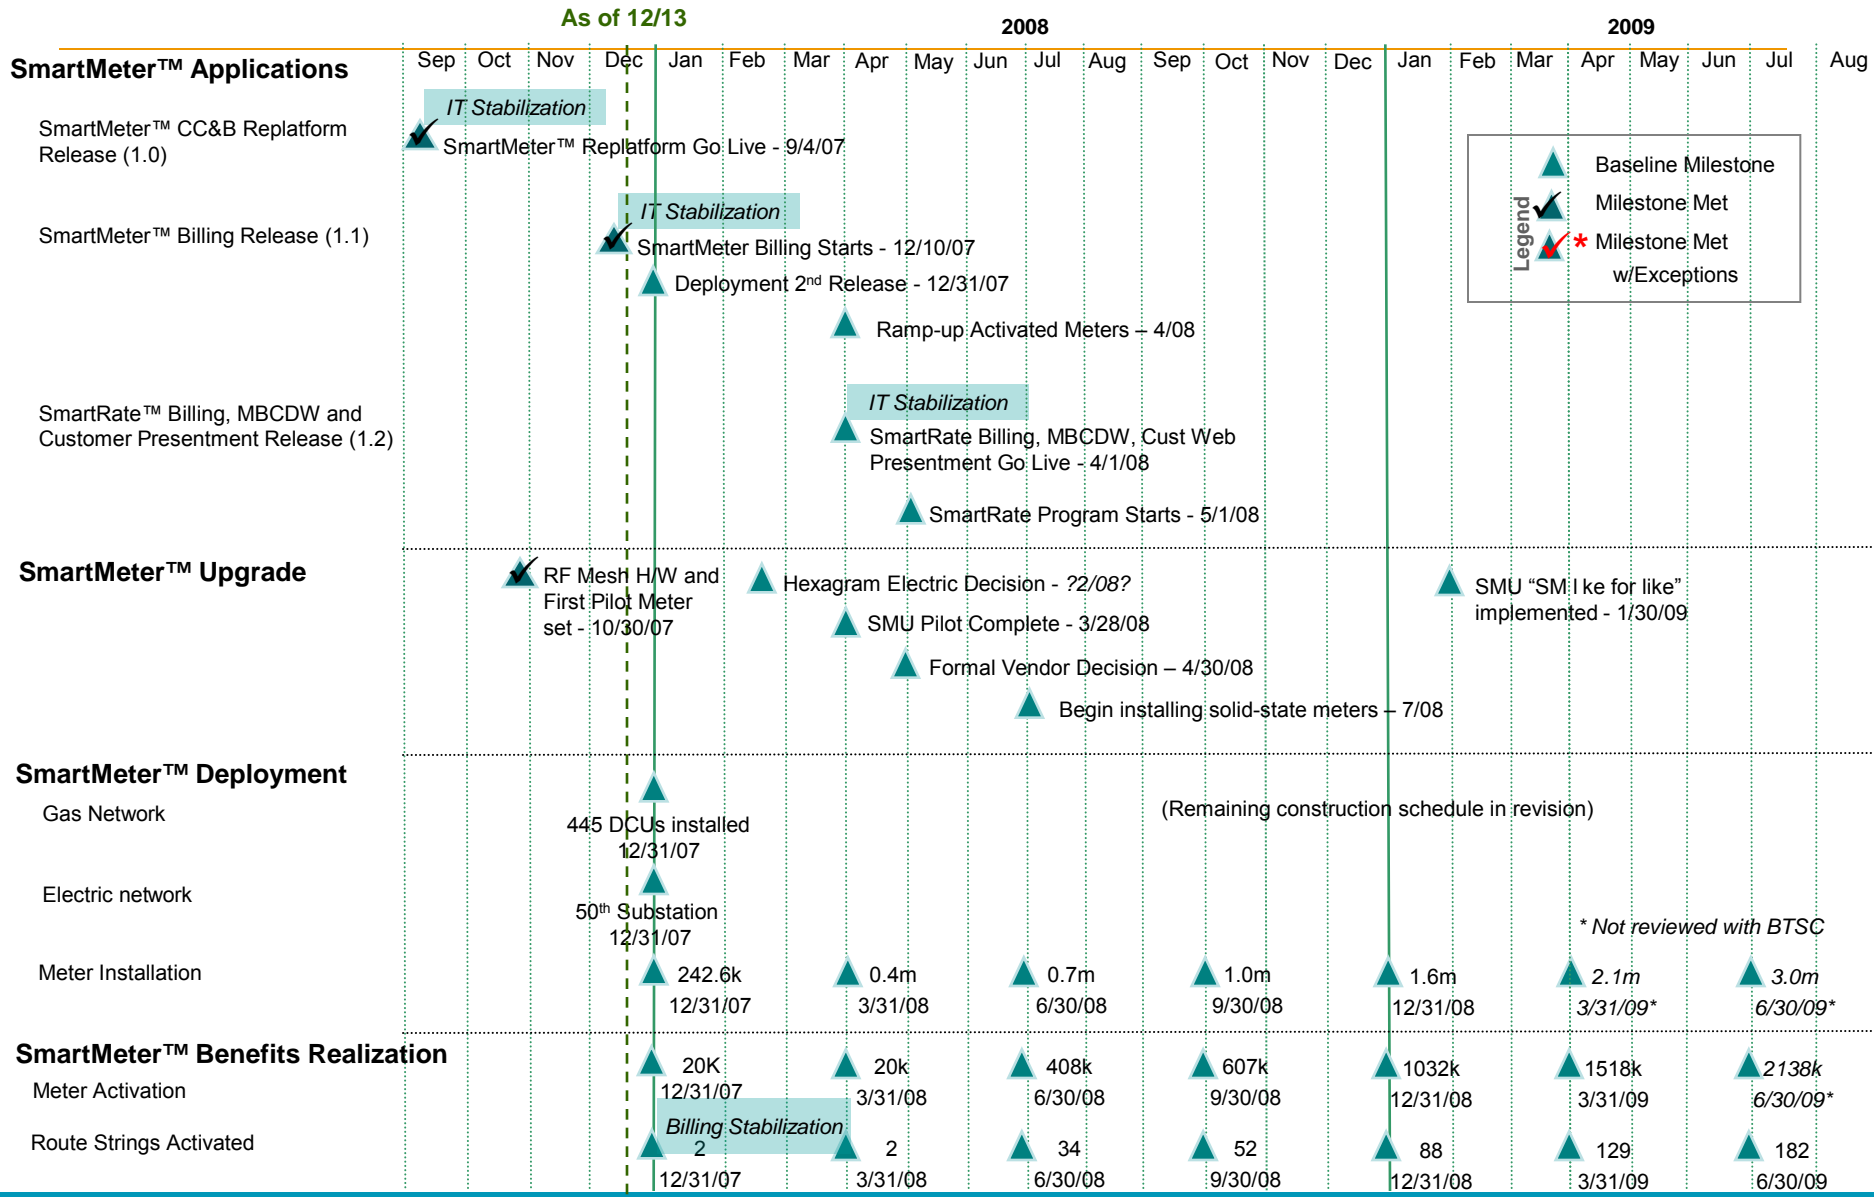 As of 12/13
2008
2009
Sep Oct Nov Dec Jan Feb Mar Apr May Jun Jul Aug Sep Oct Nov Dec Jan Feb Mar Apr May Jun Jul Aug
SmartMeter™ Applications
IT Stabilization
SmartMeter™ CC&B Replatform
Release (1.0)
SmartMeter™ Replatform Go Live - 9/4/07
Legend
Baseline Milestone
Milestone Met
* Milestone Met
w/Exceptions
IT Stabilization
SmartMeter™ Billing Release (1.1)
SmartMeter Billing Starts - 12/10/07
Deployment 2nd Release - 12/31/07
Ramp-up Activated Meters – 4/08
IT Stabilization
SmartRate™ Billing, MBCDW and
Customer Presentment Release (1.2)
SmartRate Billing, MBCDW, Cust Web
Presentment Go Live - 4/1/08
SmartRate Program Starts - 5/1/08
SmartMeter™ Upgrade
RF Mesh H/W and
First Pilot Meter
set - 10/30/07
Hexagram Electric Decision - ?2/08?
SMU "SM l ke for like"
implemented - 1/30/09
SMU Pilot Complete - 3/28/08
Formal Vendor Decision – 4/30/08
Begin installing solid-state meters – 7/08
SmartMeter™ Deployment
Gas Network
445 DCUs installed
12/31/07
(Remaining construction schedule in revision)
Electric network
50th Substation
12/31/07
* Not reviewed with BTSC
Meter Installation
242.6k 0.4m 0.7m 1.0m 1.6m 2.1m 3.0m
12/31/07 3/31/08 6/30/08 9/30/08 12/31/08 3/31/09* 6/30/09*
SmartMeter™ Benefits Realization
Meter Activation
20K 20k 408k 607k 1032k 1518k 2138k
12/31/07 3/31/08 6/30/08 9/30/08 12/31/08 3/31/09 6/30/09*
Billing Stabilization
Route Strings Activated
2 2 34 52 88 129 182
12/31/07 3/31/08 6/30/08 9/30/08 12/31/08 3/31/09 6/30/09